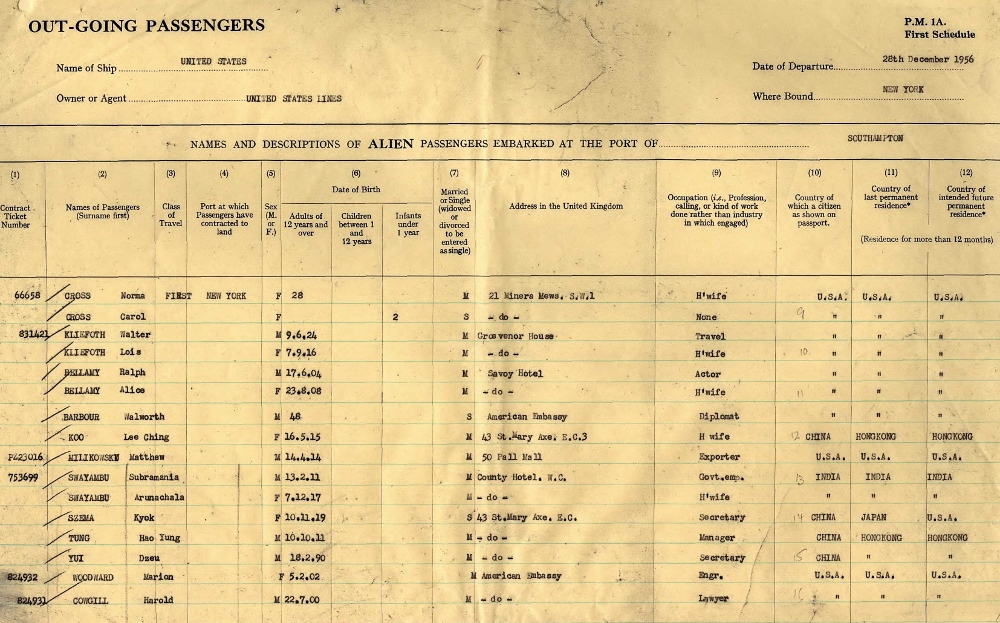 OUT-GOING PASSENGERS
P.M. 1A.
First Schedule
Name of Ship UNITED STATES
Date of Departure 28th December 1956
Owner or Agent UNITED STATES LINES
Where Bound NEW YORK
NAMES AND DESCRIPTIONS OF ALIEN PASSENGERS EMBARKED AT THE PORT OF SOUTHAMPTON
(1) (2) (3) (4) (5) (6) (7) (8) (9) (10) (11) (12)
Contract Ticket Number
Names of Passengers (Surname first)
Class of Travel
Port at which Passengers have contracted to land
Sex (M. or F.)
Date of Birth
Adults of 12 years and over
Children between 1 and 12 years
Infants under 1 year
Married or Single (widowed or divorced to be entered as single)
Address in the United Kingdom
Occupation (i.e., Profession, calling, or kind of work done rather than industry in which engaged)
Country of which a citizen as shown on passport.
Country of last permanent residence*
Country of intended future permanent residence*
(Residence for more than 12 months)
66658 CROSS Norma FIRST NEW YORK F 28 M 21 Minera Mews. S.W.1 H'wife U.S.A. U.S.A. U.S.A.
CROSS Carol F 2 S - do - None 9 " " "
831421 KLIEFOTH Walter M 9.6.24 M Grosvenor House Travel " " "
KLIEFOTH Lois F 7.9.16 M - do - H'wife 10 " " "
BELLAMY Ralph M 17.6.04 M Savoy Hotel Actor " " "
BELLAMY Alice F 23.8.08 M - do - H'wife 11 " " "
BARBOUR Walworth M 48 S American Embassy Diplomat " " "
KOO Lee Ching F 16.5.15 M 43 St.Mary Axe. E.C.3 H wife 12 CHINA HONGKONG HONGKONG
P423016 MILIKOWSKY Matthew M 14.4.14 M 50 Pall Mall Exporter U.S.A. U.S.A. U.S.A.
753699 SWAYAMBU Subramania M 13.2.11 M County Hotel. W.C. Govt.emp. 13 INDIA INDIA INDIA
SWAYAMBU Arunachala F 7.12.17 M - do - H'wife " " "
SZEMA Kyok F 10.11.19 S 43 St.Mary Axe. E.C. Secretary 14 CHINA JAPAN U.S.A.
TUNG Hao Yung M 10.10.11 M - do - Manager CHINA HONGKONG HONGKONG
YUI Dzeu M 18.2.90 M - do - Secretary 15 CHINA " "
824932 WOODWARD Marion F 5.2.02 M American Embassy Engr. U.S.A. U.S.A. U.S.A.
824931 COWGILL Harold M 22.7.00 M - do - Lawyer 16 " " "